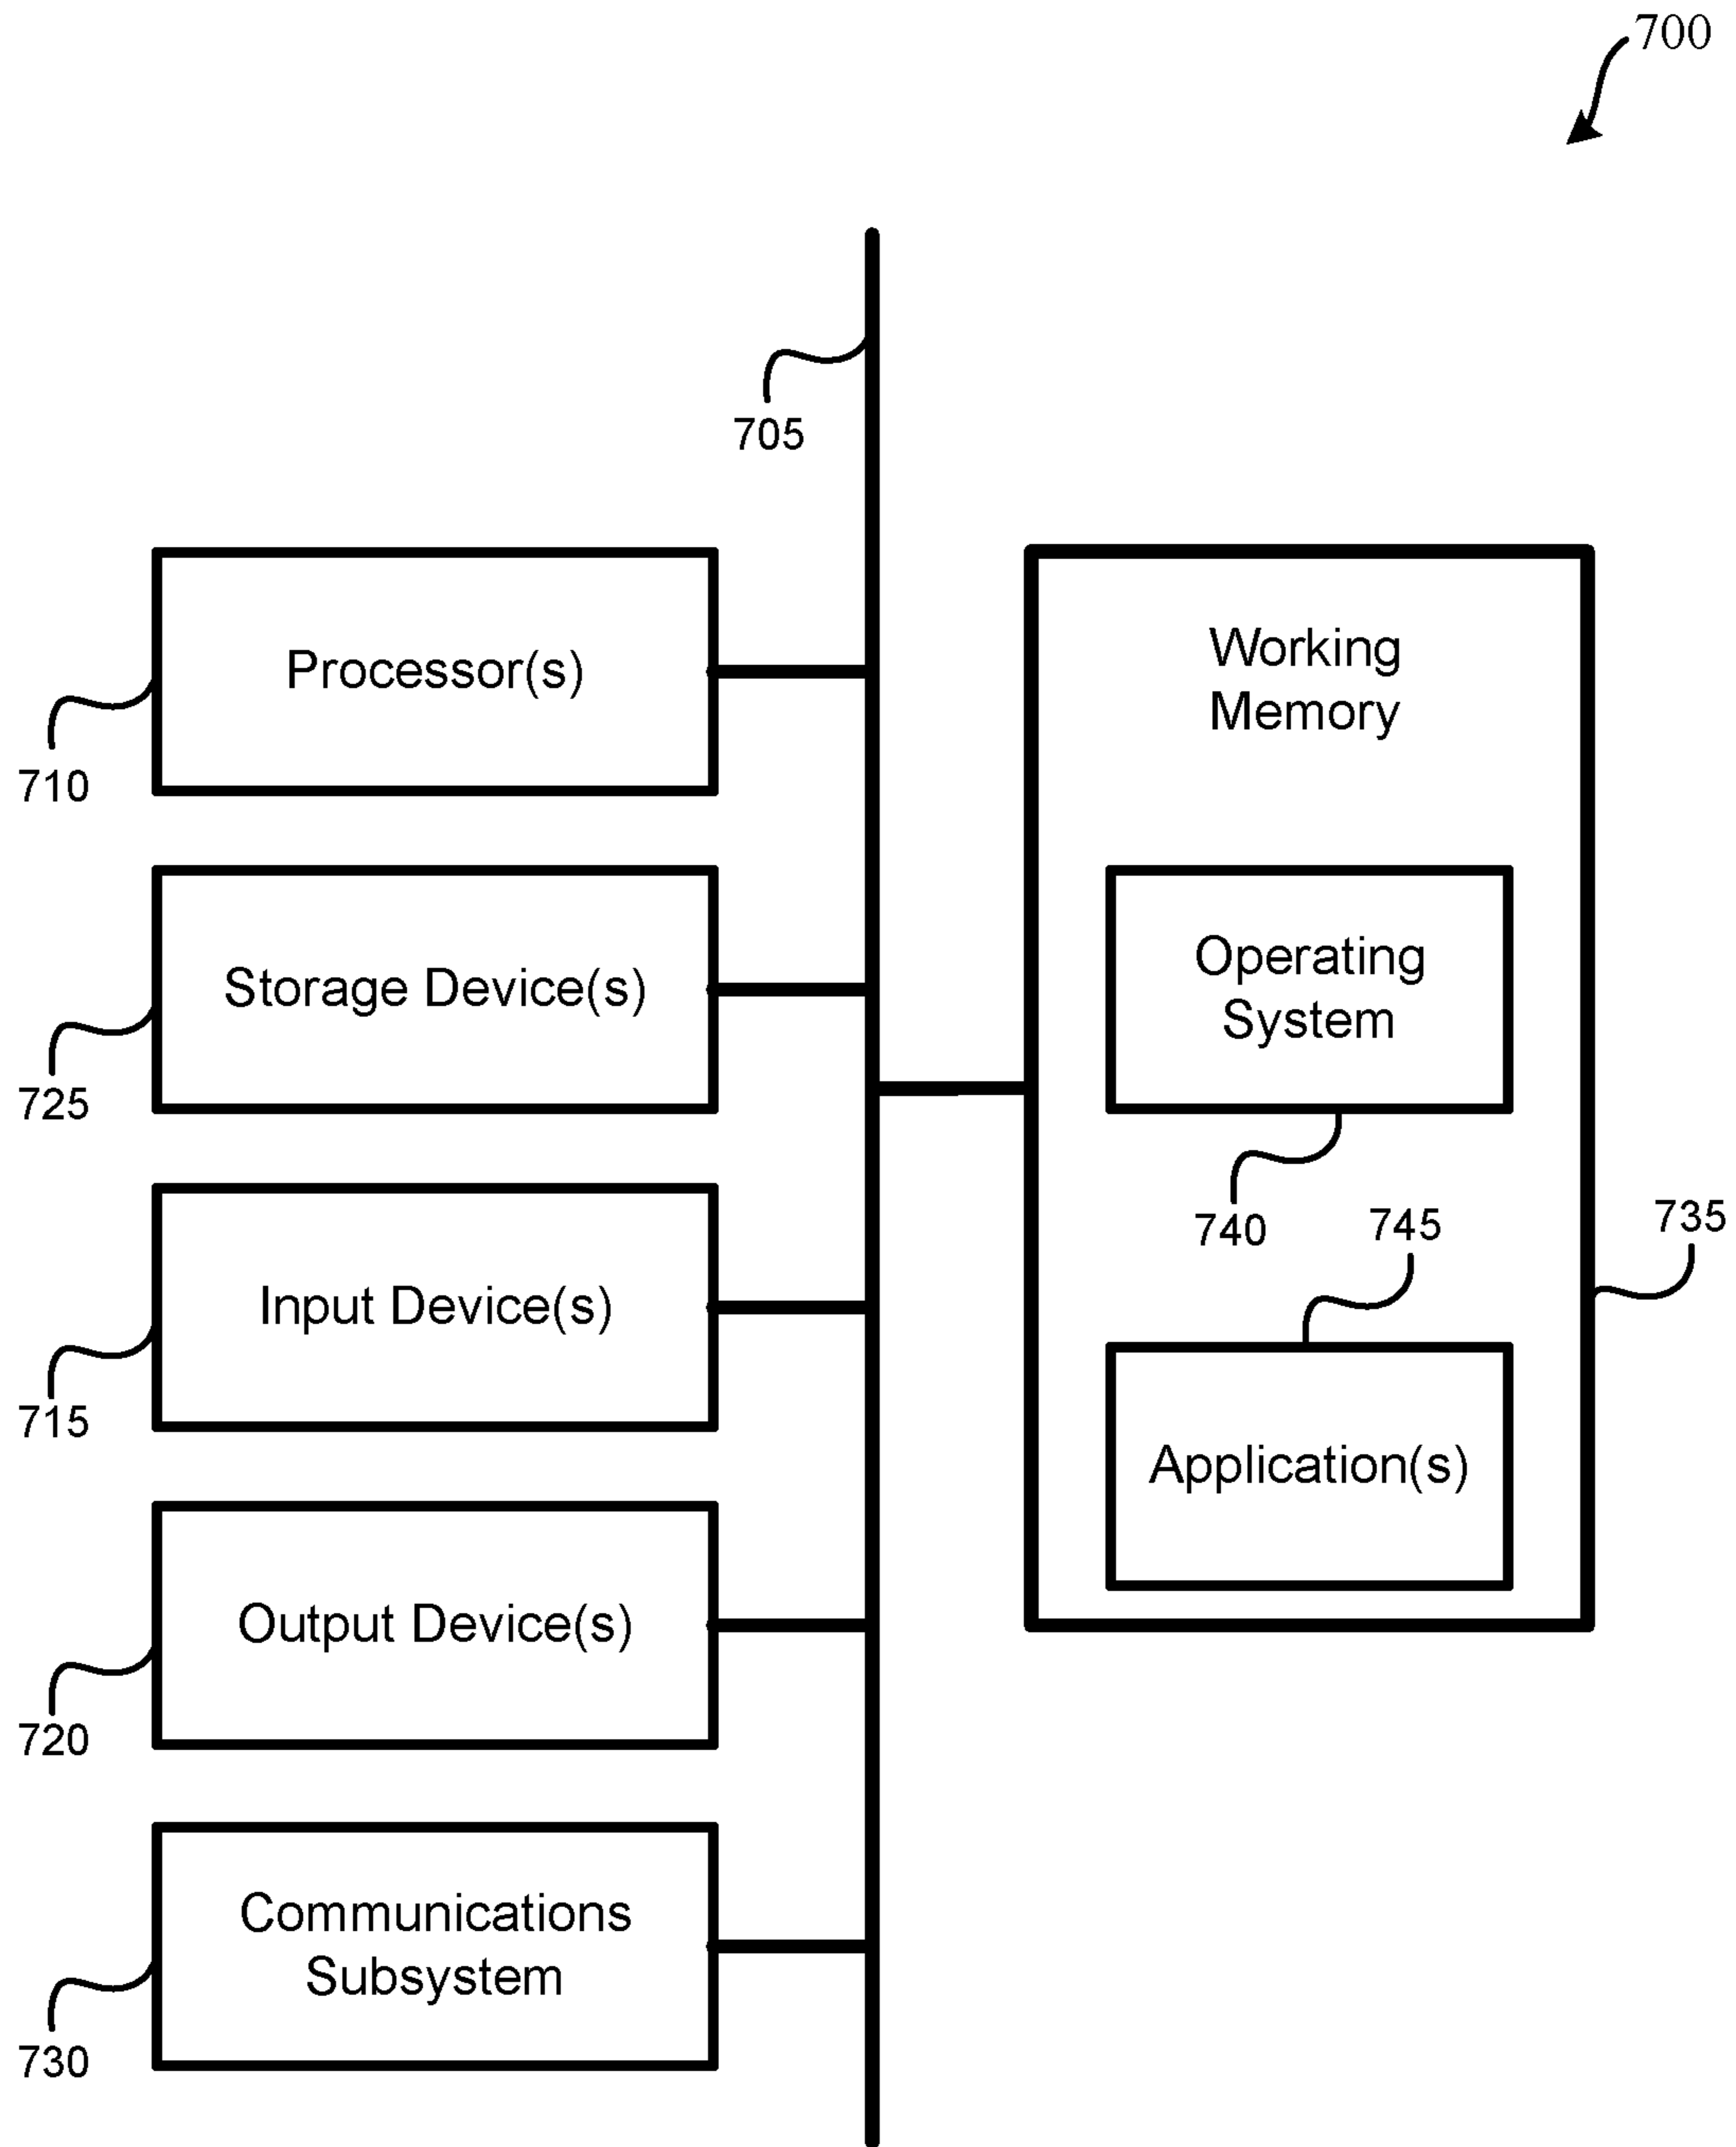 700
705
Processor(s)
710
Storage Device(s)
725
Input Device(s)
715
Output Device(s)
720
Communications
Subsystem
730
Working
Memory
Operating
System
740
745
735
Application(s)